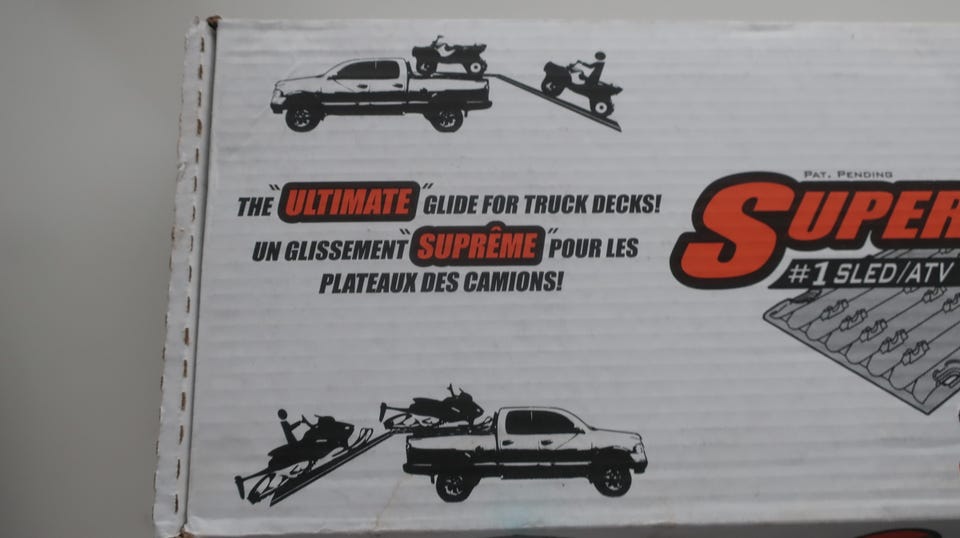 THE "ULTIMATE" GLIDE FOR TRUCK DECKS!
UN GLISSEMENT "SUPRÊME" POUR LES
PLATEAUX DES CAMIONS!
PAT. PENDING
SUPER
#1 SLED/ATV